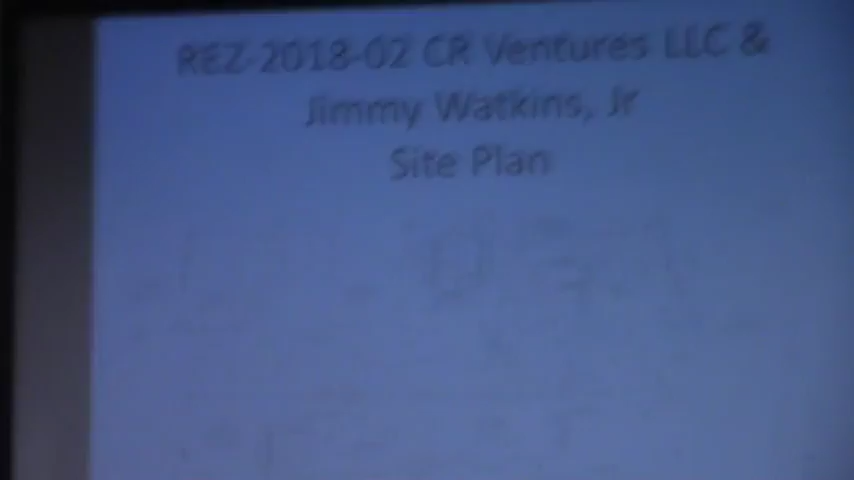 REZ-2018-02 CR Ventures LLC &
Jimmy Watkins, Jr
Site Plan